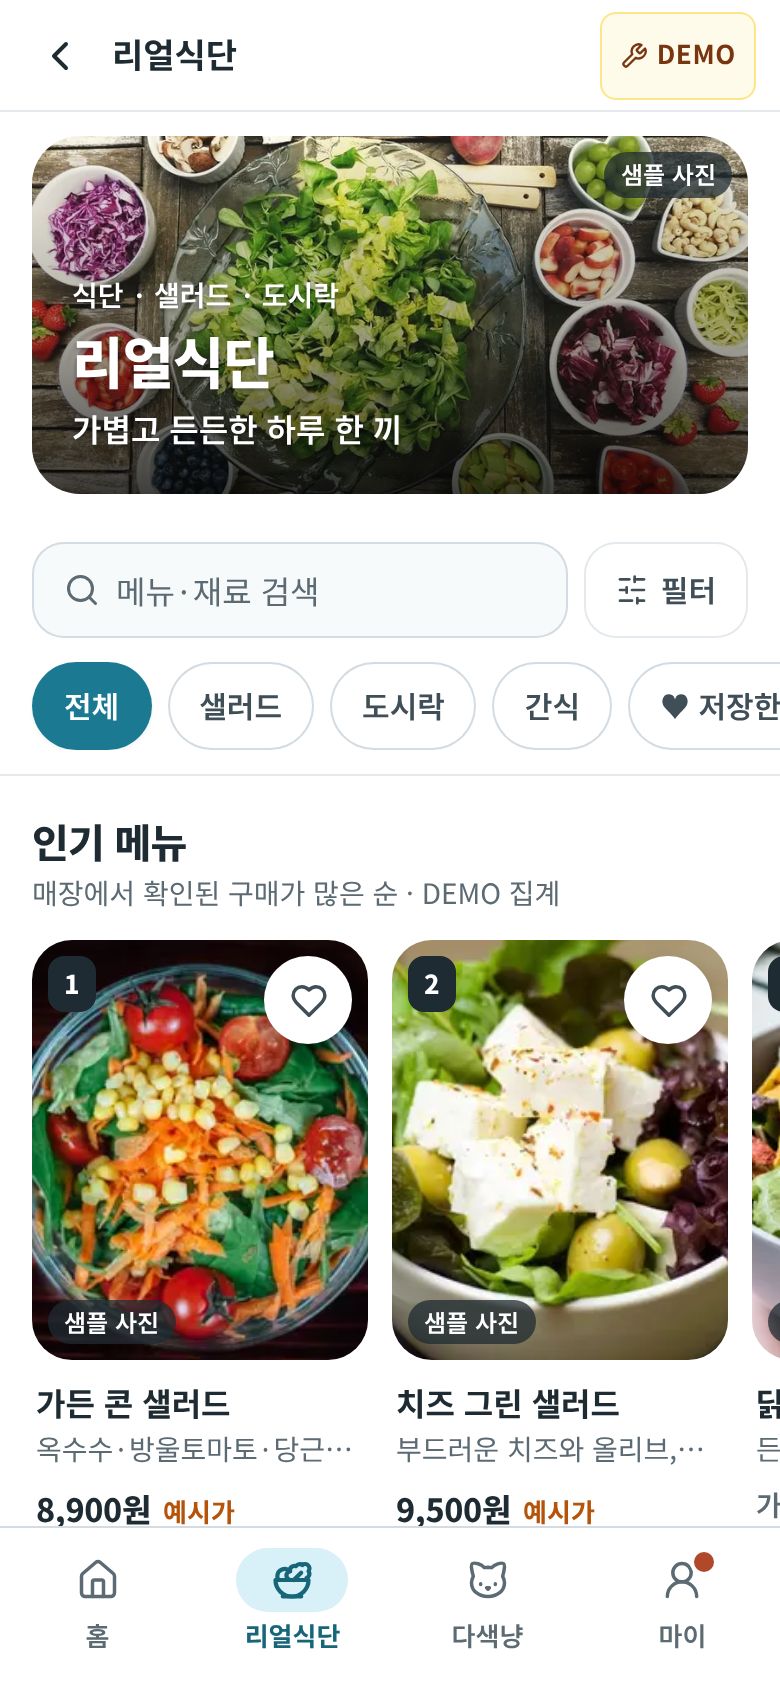 리얼식단
DEMO
샘플 사진
식단 · 샐러드 · 도시락
리얼식단
가볍고 든든한 하루 한 끼
메뉴·재료 검색
필터
전체
샐러드
도시락
간식
♥ 저장한
인기 메뉴
매장에서 확인된 구매가 많은 순 · DEMO 집계
1
2
샘플 사진
샘플 사진
가든 콘 샐러드
치즈 그린 샐러드
옥수수·방울토마토·당근…
부드러운 치즈와 올리브,…
8,900원 예시가
9,500원 예시가
홈
리얼식단
다색냥
마이